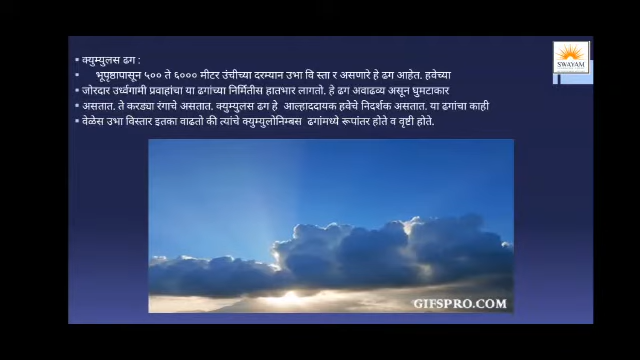 क्युम्युलस ढग :
भूपृष्ठापासून ५०० ते ६००० मीटर उंचीच्या दरम्यान उभा वि स्ता र असणारे हे ढग आहेत. हवेच्या
जोरदार उर्ध्वगामी प्रवाहांचा या ढगांच्या निर्मितीस हातभार लागतो. हे ढग अवाढव्य असून घुमटाकार
असतात. ते करड्या रंगाचे असतात. क्युम्युलस ढग हे आल्हाददायक हवेचे निदर्शक असतात. या ढगांचा काही
वेळेस उभा विस्तार इतका वाढतो की त्यांचे क्युम्युलोनिम्बस ढगांमध्ये रूपांतर होते व वृष्टी होते.
SWAYAM
GIFSPRO.COM